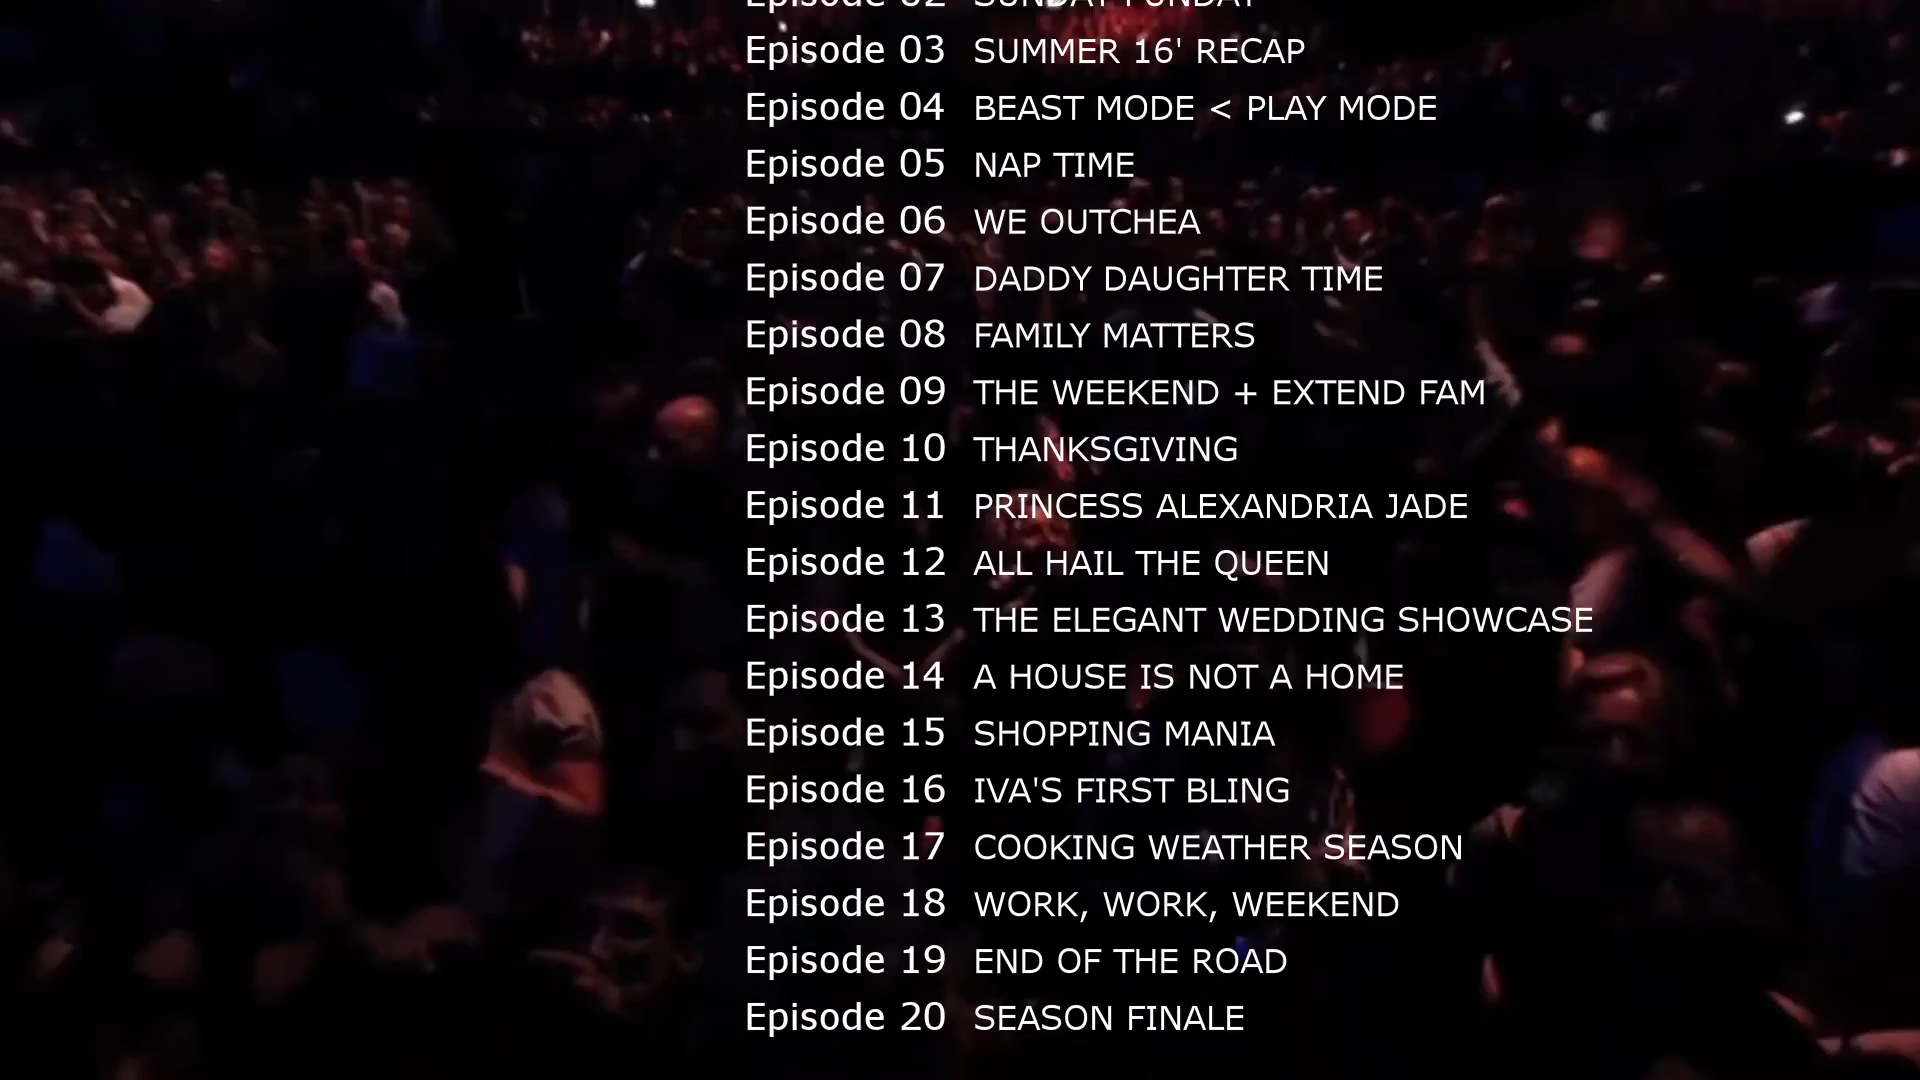 Episode 02 SUNDAY FUNDAY
Episode 03 SUMMER 16' RECAP
Episode 04 BEAST MODE < PLAY MODE
Episode 05 NAP TIME
Episode 06 WE OUTCHEA
Episode 07 DADDY DAUGHTER TIME
Episode 08 FAMILY MATTERS
Episode 09 THE WEEKEND + EXTEND FAM
Episode 10 THANKSGIVING
Episode 11 PRINCESS ALEXANDRIA JADE
Episode 12 ALL HAIL THE QUEEN
Episode 13 THE ELEGANT WEDDING SHOWCASE
Episode 14 A HOUSE IS NOT A HOME
Episode 15 SHOPPING MANIA
Episode 16 IVA'S FIRST BLING
Episode 17 COOKING WEATHER SEASON
Episode 18 WORK, WORK, WEEKEND
Episode 19 END OF THE ROAD
Episode 20 SEASON FINALE